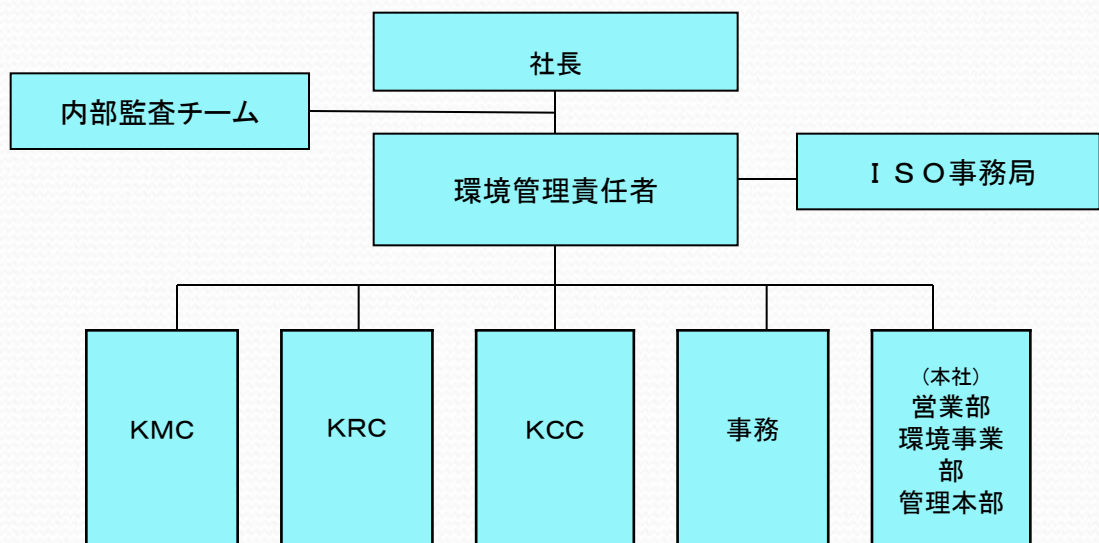 社長
内部監査チーム
環境管理責任者
ＩＳＯ事務局
KMC
KRC
KCC
事務
（本社）
営業部
環境事業
部
管理本部